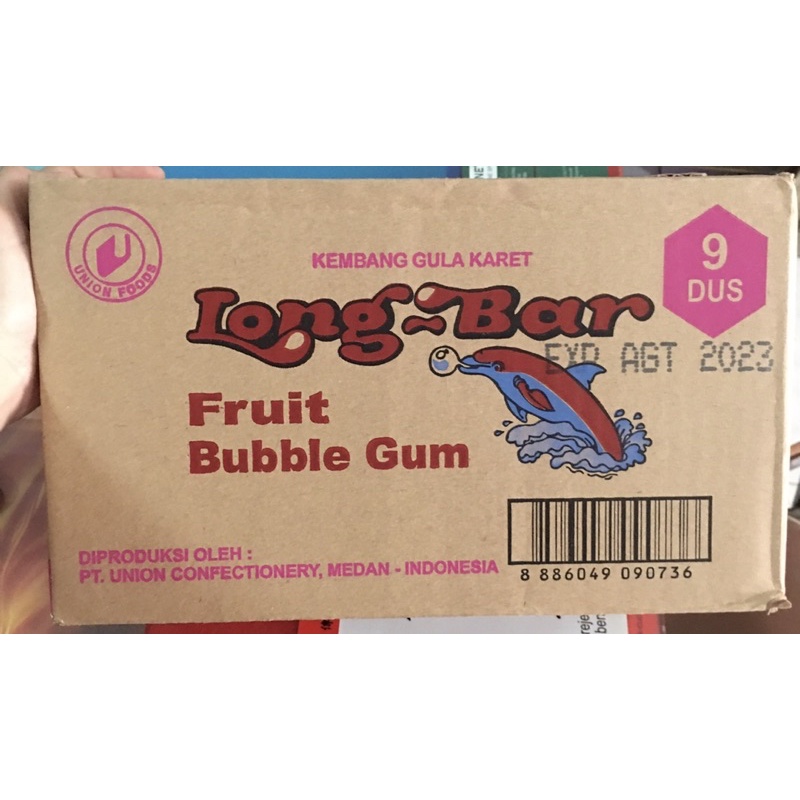 UNION FOODS
KEMBANG GULA KARET
9
DUS
Long-Bar
EXP AGT 2023
Fruit
Bubble Gum
DIPRODUKSI OLEH :
PT. UNION CONFECTIONERY, MEDAN - INDONESIA
8 886049 090736